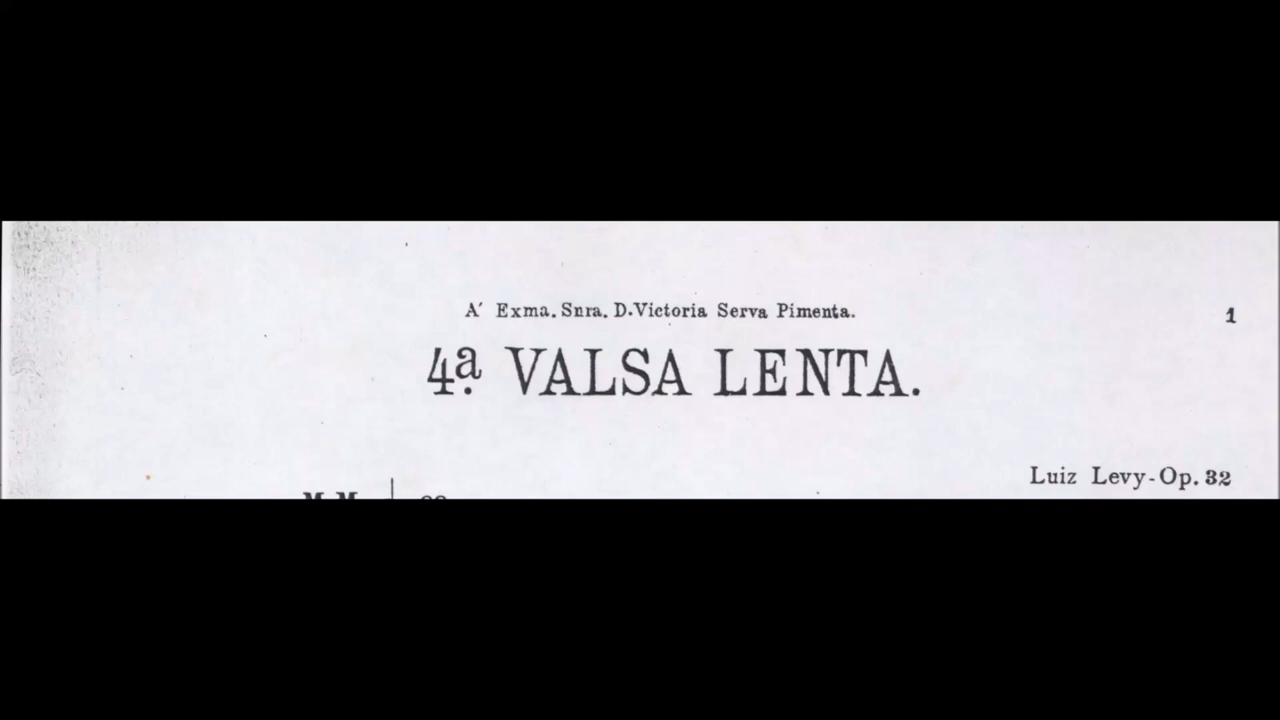 A´ Exma. Snra. D.Victoria Serva Pimenta.
1
4ª VALSA LENTA.
Luiz Levy-Op. 32